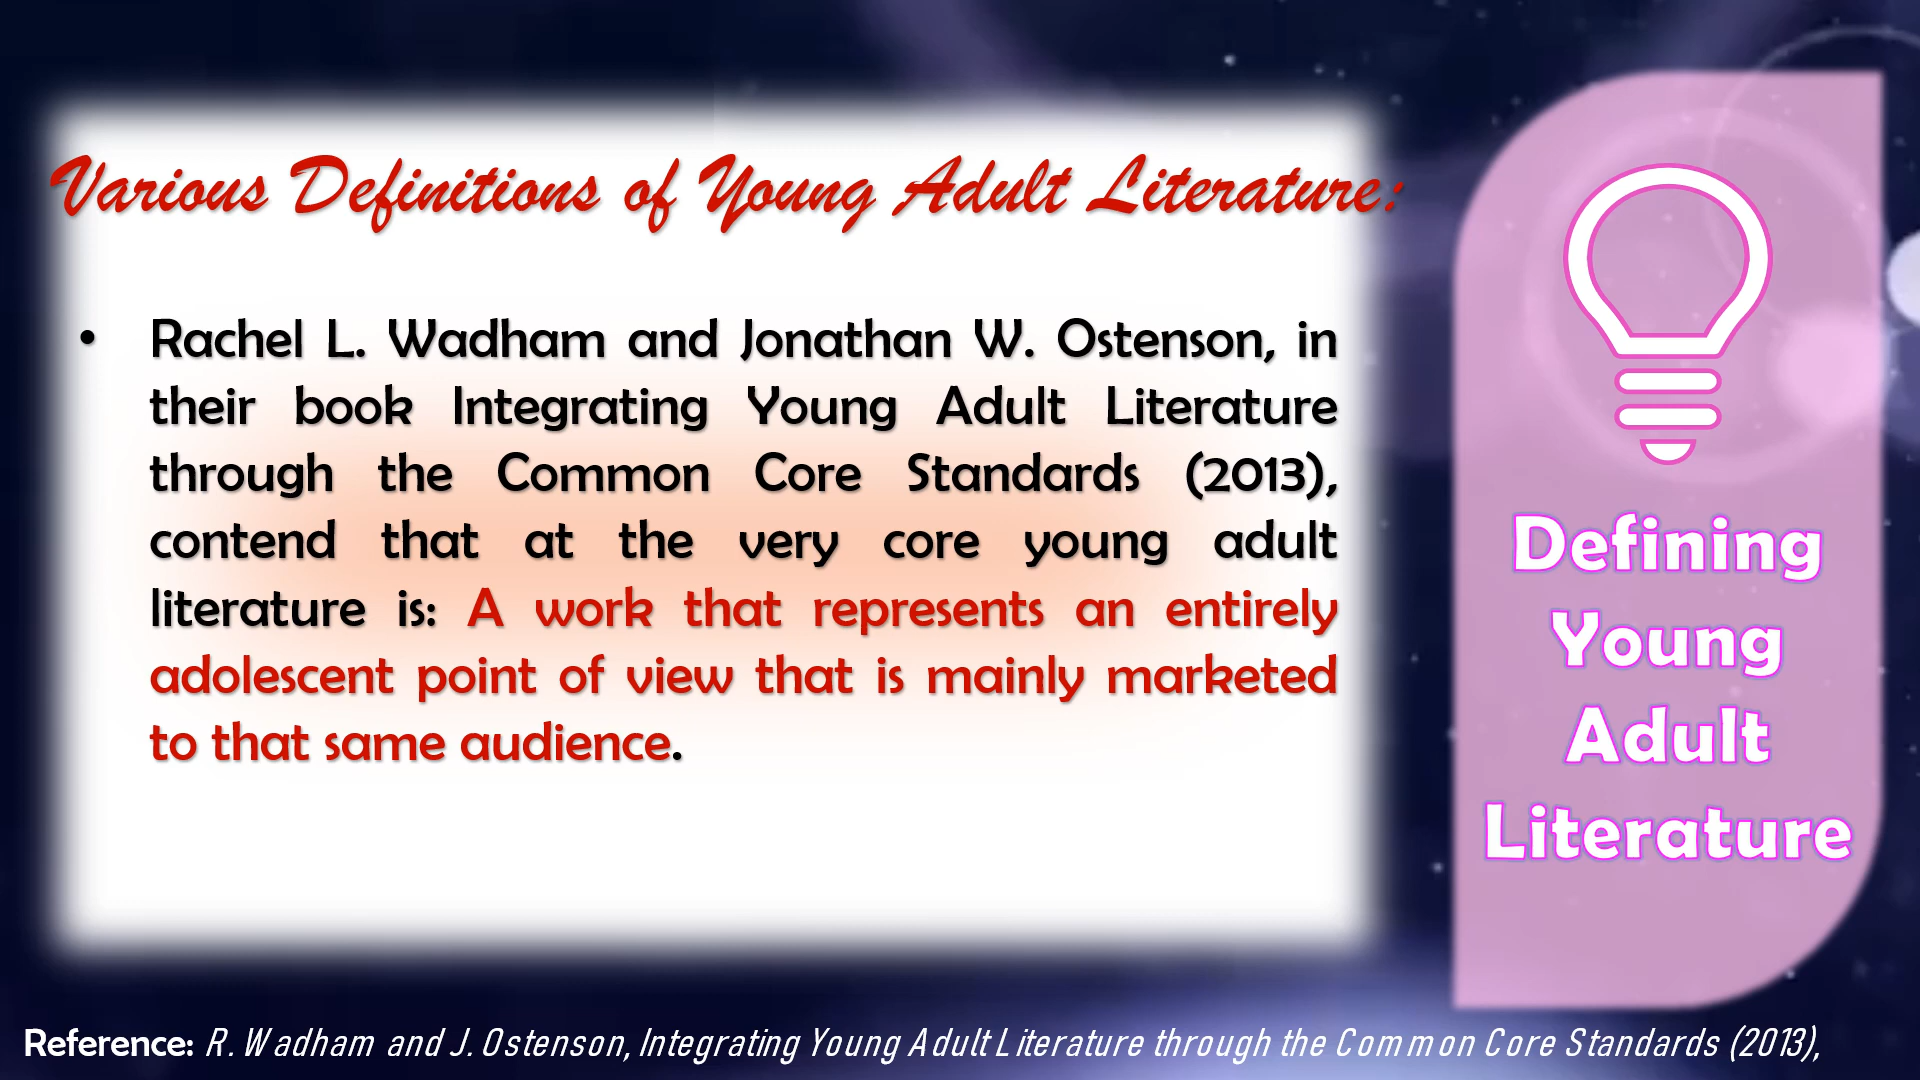 Various Definitions of Young Adult Literature:
• Rachel L. Wadham and Jonathan W. Ostenson, in
their book Integrating Young Adult Literature
through the Common Core Standards (2013),
contend that at the very core young adult
literature is: A work that represents an entirely
adolescent point of view that is mainly marketed
to that same audience.
Defining
Young
Adult
Literature
Reference: R. Wadham and J. Ostenson, Integrating Young Adult Literature through the Common Core Standards (2013),